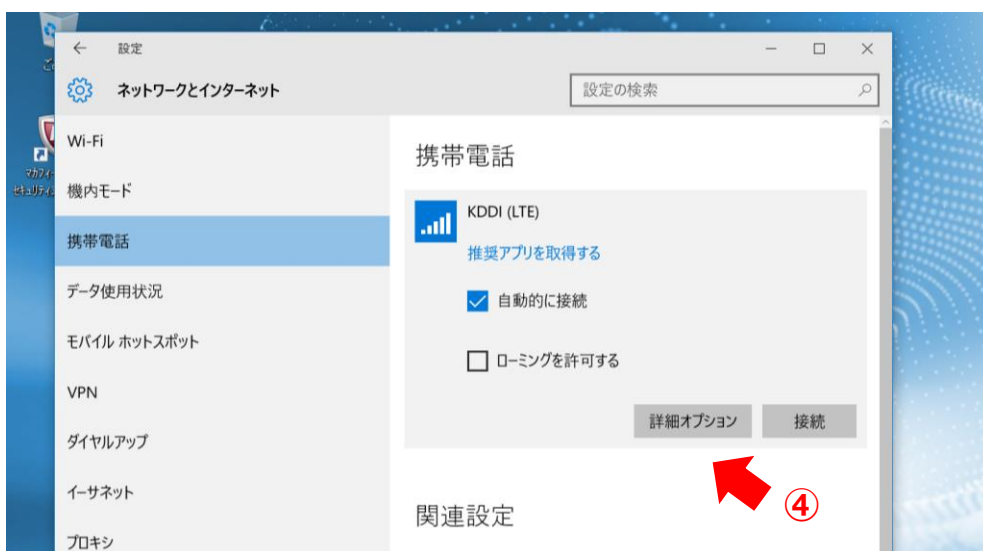 設定
ネットワークとインターネット
設定の検索
Wi-Fi
機内モード
携帯電話
データ使用状況
モバイル ホットスポット
VPN
ダイヤルアップ
イーサネット
プロキシ
携帯電話
KDDI (LTE)
推奨アプリを取得する
自動的に接続
ローミングを許可する
詳細オプション
接続
④
関連設定